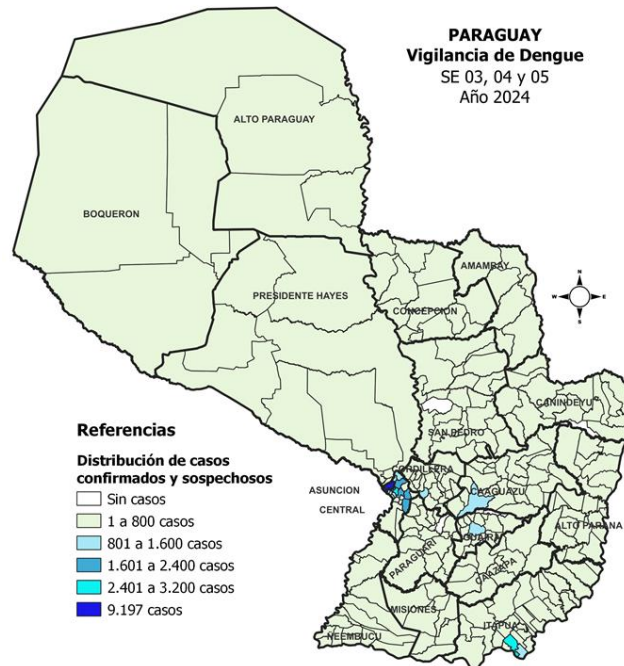 PARAGUAY
Vigilancia de Dengue
SE 03, 04 y 05
Año 2024
ALTO PARAGUAY
BOQUERON
AMAMBAY
N
W
E
S
PRESIDENTE HAYES
CONCEPCION
CANINDEYU
SAN PEDRO
Referencias
Distribución de casos
confirmados y sospechosos
Sin casos
1 a 800 casos
801 a 1.600 casos
1.601 a 2.400 casos
2.401 a 3.200 casos
9.197 casos
CORDILLERA
ASUNCION
CENTRAL
CAAGUAZU
ALTO PARANA
GUAIRA
PARAGUARI
CAAZAPA
MISIONES
ITAPUA
ÑEEMBUCU